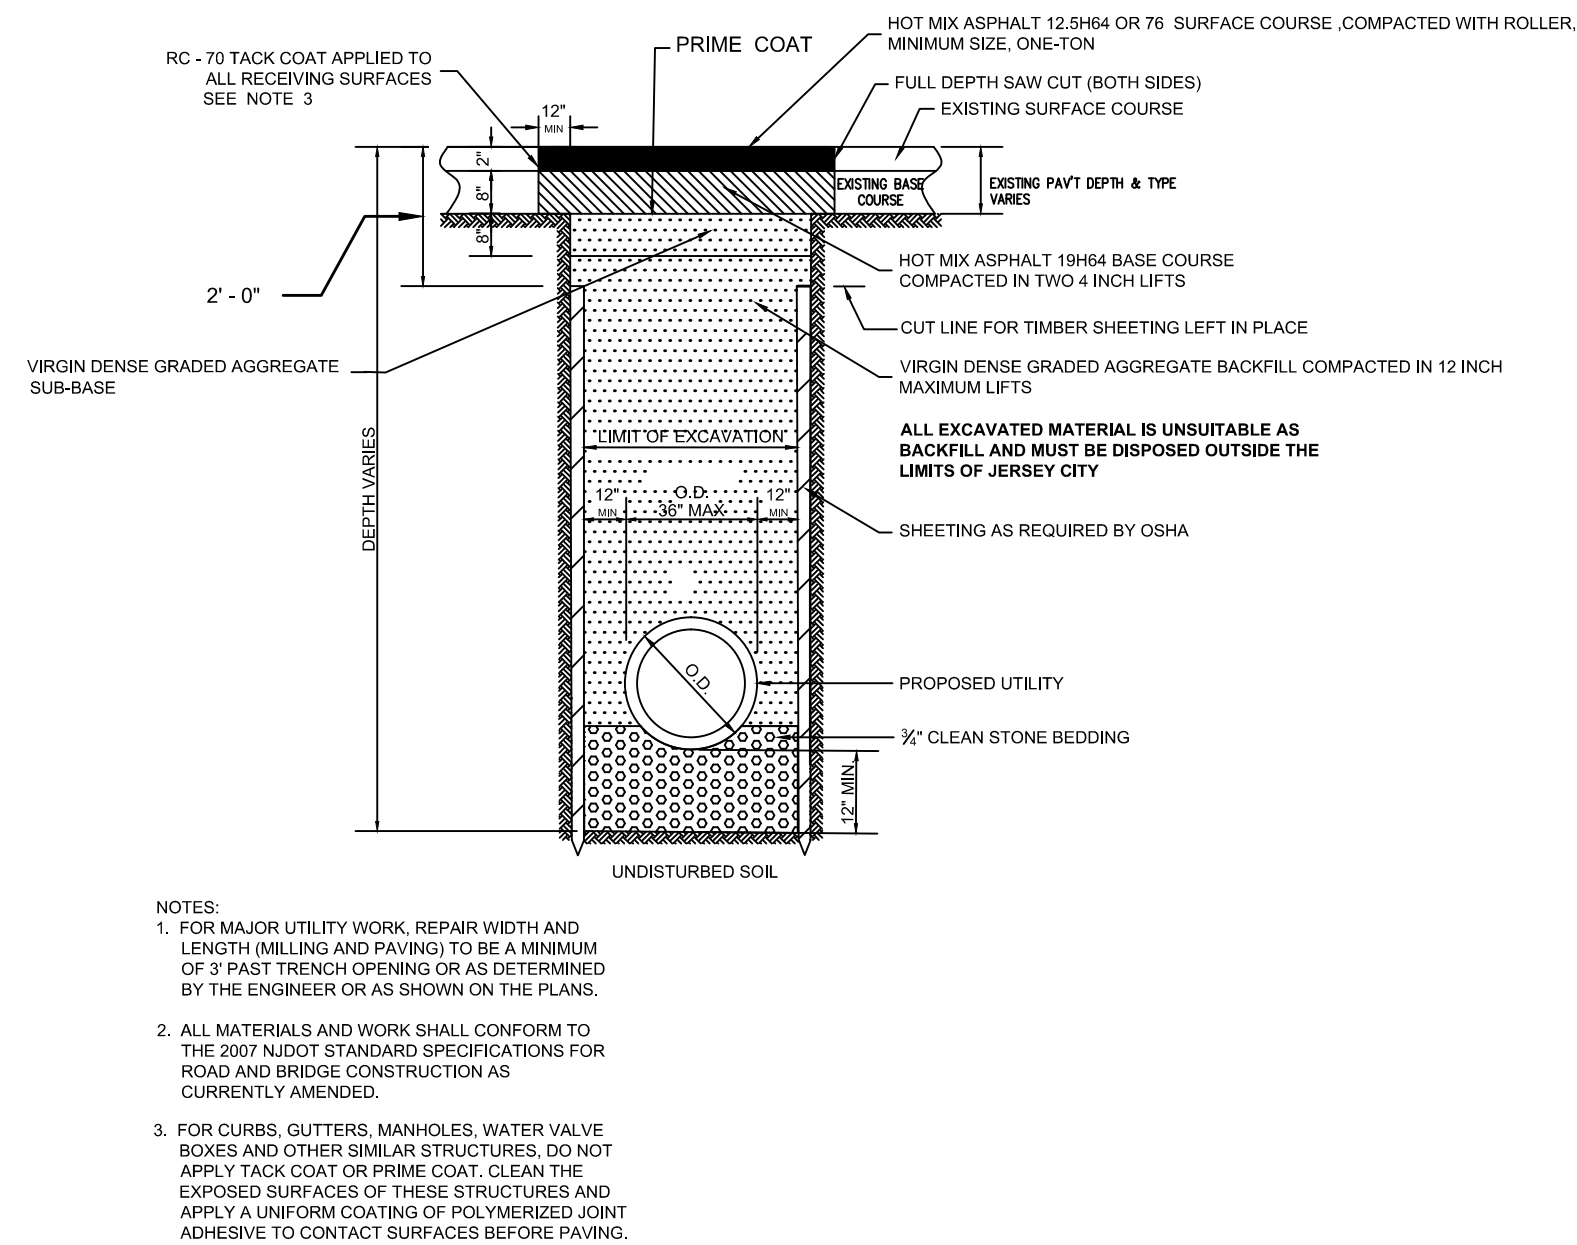 HOT MIX ASPHALT 12.5H64 OR 76 SURFACE COURSE ,COMPACTED WITH ROLLER,
MINIMUM SIZE, ONE-TON
PRIME COAT
RC - 70 TACK COAT APPLIED TO
ALL RECEIVING SURFACES
SEE NOTE 3
FULL DEPTH SAW CUT (BOTH SIDES)
EXISTING SURFACE COURSE
12"
MIN
2"
8"
8"
EXISTING BASE
COURSE
EXISTING PAV'T DEPTH & TYPE
VARIES
HOT MIX ASPHALT 19H64 BASE COURSE
COMPACTED IN TWO 4 INCH LIFTS
2' - 0"
CUT LINE FOR TIMBER SHEETING LEFT IN PLACE
VIRGIN DENSE GRADED AGGREGATE
SUB-BASE
VIRGIN DENSE GRADED AGGREGATE BACKFILL COMPACTED IN 12 INCH
MAXIMUM LIFTS
ALL EXCAVATED MATERIAL IS UNSUITABLE AS
BACKFILL AND MUST BE DISPOSED OUTSIDE THE
LIMITS OF JERSEY CITY
DEPTH VARIES
LIMIT OF EXCAVATION
12"
MIN
O.D.
36" MAX
12"
MIN
SHEETING AS REQUIRED BY OSHA
O.D.
PROPOSED UTILITY
¾" CLEAN STONE BEDDING
12" MIN.
UNDISTURBED SOIL
NOTES:
1. FOR MAJOR UTILITY WORK, REPAIR WIDTH AND
LENGTH (MILLING AND PAVING) TO BE A MINIMUM
OF 3' PAST TRENCH OPENING OR AS DETERMINED
BY THE ENGINEER OR AS SHOWN ON THE PLANS.
2. ALL MATERIALS AND WORK SHALL CONFORM TO
THE 2007 NJDOT STANDARD SPECIFICATIONS FOR
ROAD AND BRIDGE CONSTRUCTION AS
CURRENTLY AMENDED.
3. FOR CURBS, GUTTERS, MANHOLES, WATER VALVE
BOXES AND OTHER SIMILAR STRUCTURES, DO NOT
APPLY TACK COAT OR PRIME COAT. CLEAN THE
EXPOSED SURFACES OF THESE STRUCTURES AND
APPLY A UNIFORM COATING OF POLYMERIZED JOINT
ADHESIVE TO CONTACT SURFACES BEFORE PAVING.